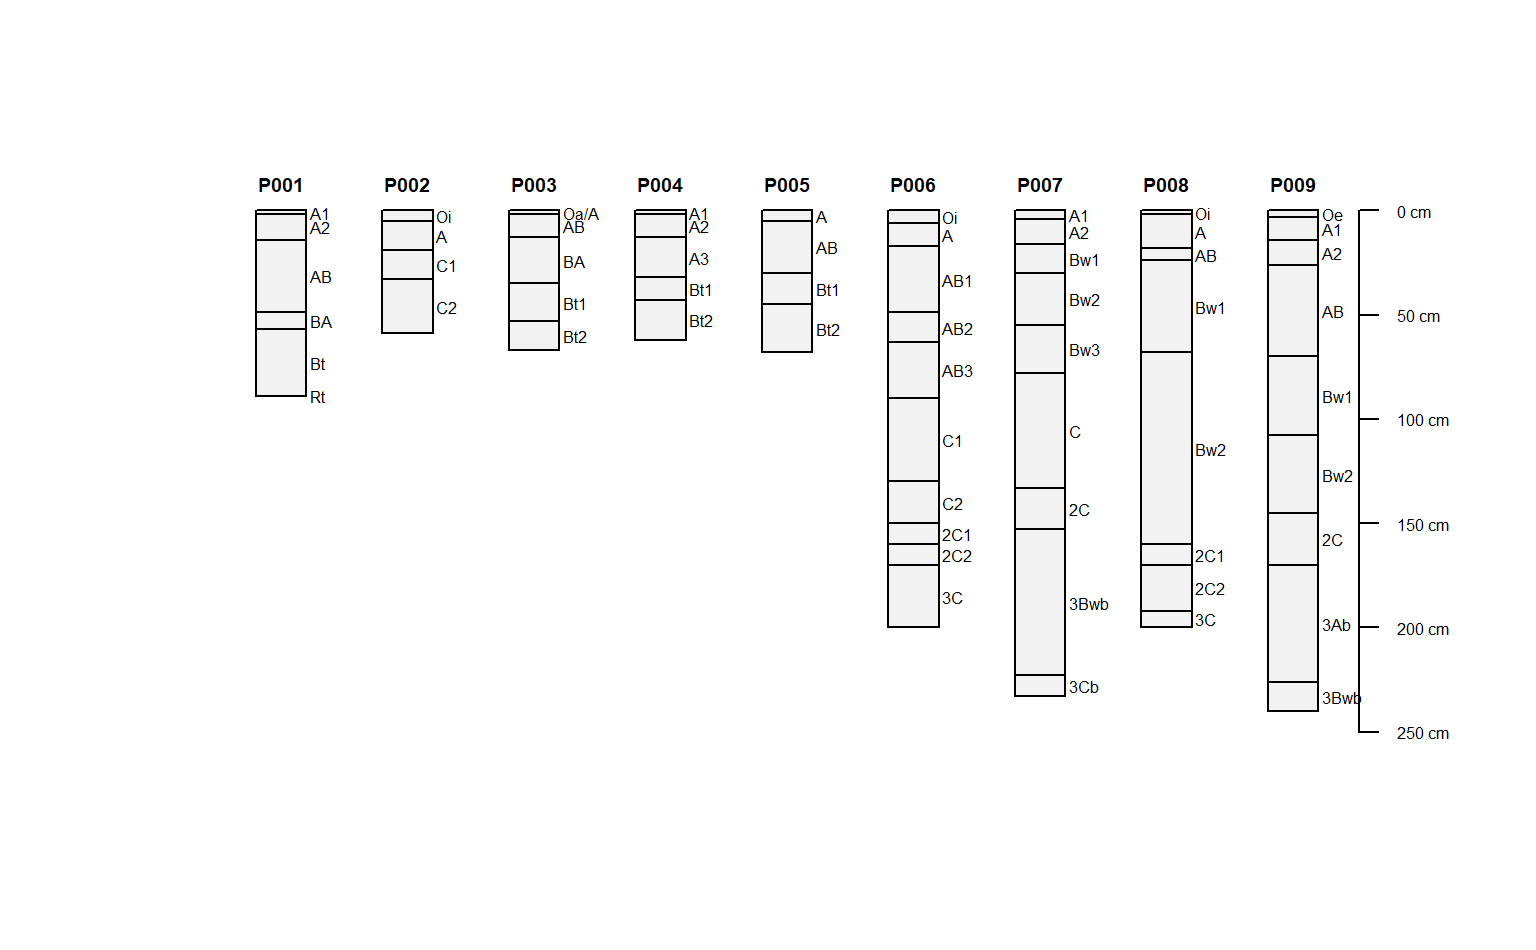 P001 P002 P003 P004 P005 P006 P007 P008 P009
A1
A2
AB
BA
Bt
Rt
Oi
A
C1
C2
Oa/A
AB
BA
Bt1
Bt2
A1
A2
A3
Bt1
Bt2
A
AB
Bt1
Bt2
Oi
A
AB1
AB2
AB3
C1
C2
2C1
2C2
3C
A1
A2
Bw1
Bw2
Bw3
C
2C
3Bwb
3Cb
Oi
A
AB
Bw1
Bw2
2C1
2C2
3C
Oe
A1
A2
AB
Bw1
Bw2
2C
3Ab
3Bwb
0 cm
50 cm
100 cm
150 cm
200 cm
250 cm